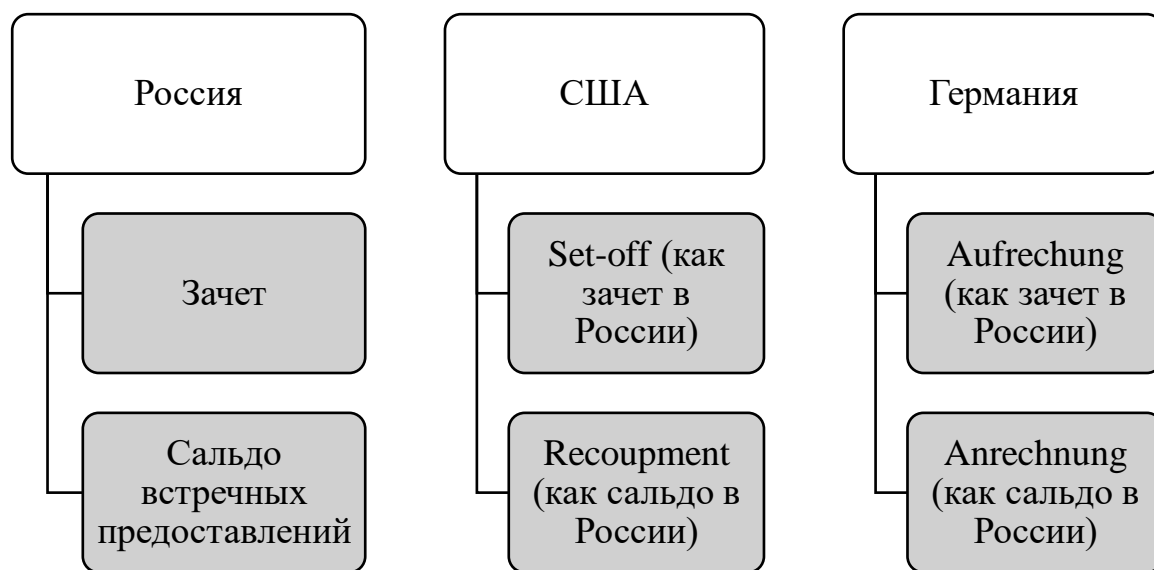 Россия
Зачет
Сальдо
встречных
предоставлений
США
Set-off (как
зачет в
России)
Recoupment
(как сальдо в
России)
Германия
Aufrechung
(как зачет в
России)
Anrechnung
(как сальдо в
России)